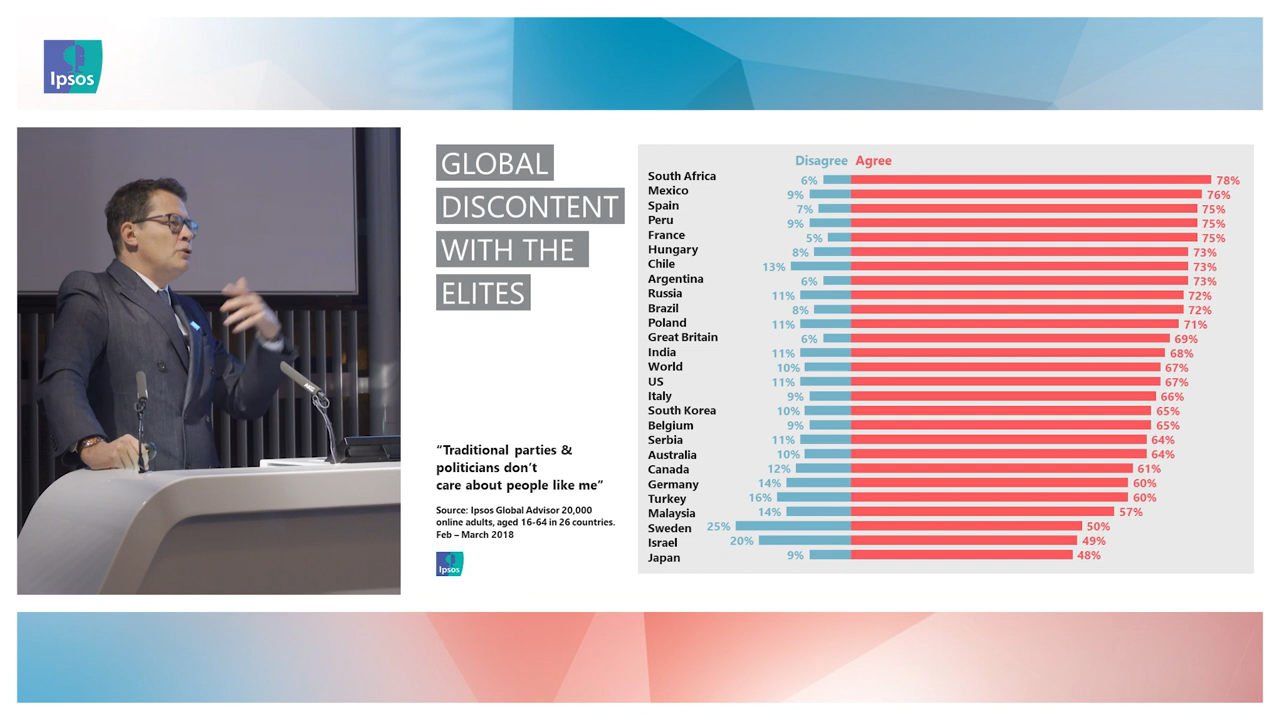 Ipsos
GLOBAL
DISCONTENT
WITH THE
ELITES
“Traditional parties &
politicians don’t
care about people like me”
Source: Ipsos Global Advisor 20,000
online adults, aged 16-64 in 26 countries.
Feb – March 2018
Ipsos
Disagree Agree
South Africa 6% 78%
Mexico 9% 76%
Spain 7% 75%
Peru 9% 75%
France 5% 75%
Hungary 8% 73%
Chile 13% 73%
Argentina 6% 73%
Russia 11% 72%
Brazil 8% 72%
Poland 11% 71%
Great Britain 6% 69%
India 11% 68%
World 10% 67%
US 11% 67%
Italy 9% 66%
South Korea 10% 65%
Belgium 9% 65%
Serbia 11% 64%
Australia 10% 64%
Canada 12% 61%
Germany 14% 60%
Turkey 16% 60%
Malaysia 14% 57%
Sweden 25% 50%
Israel 20% 49%
Japan 9% 48%